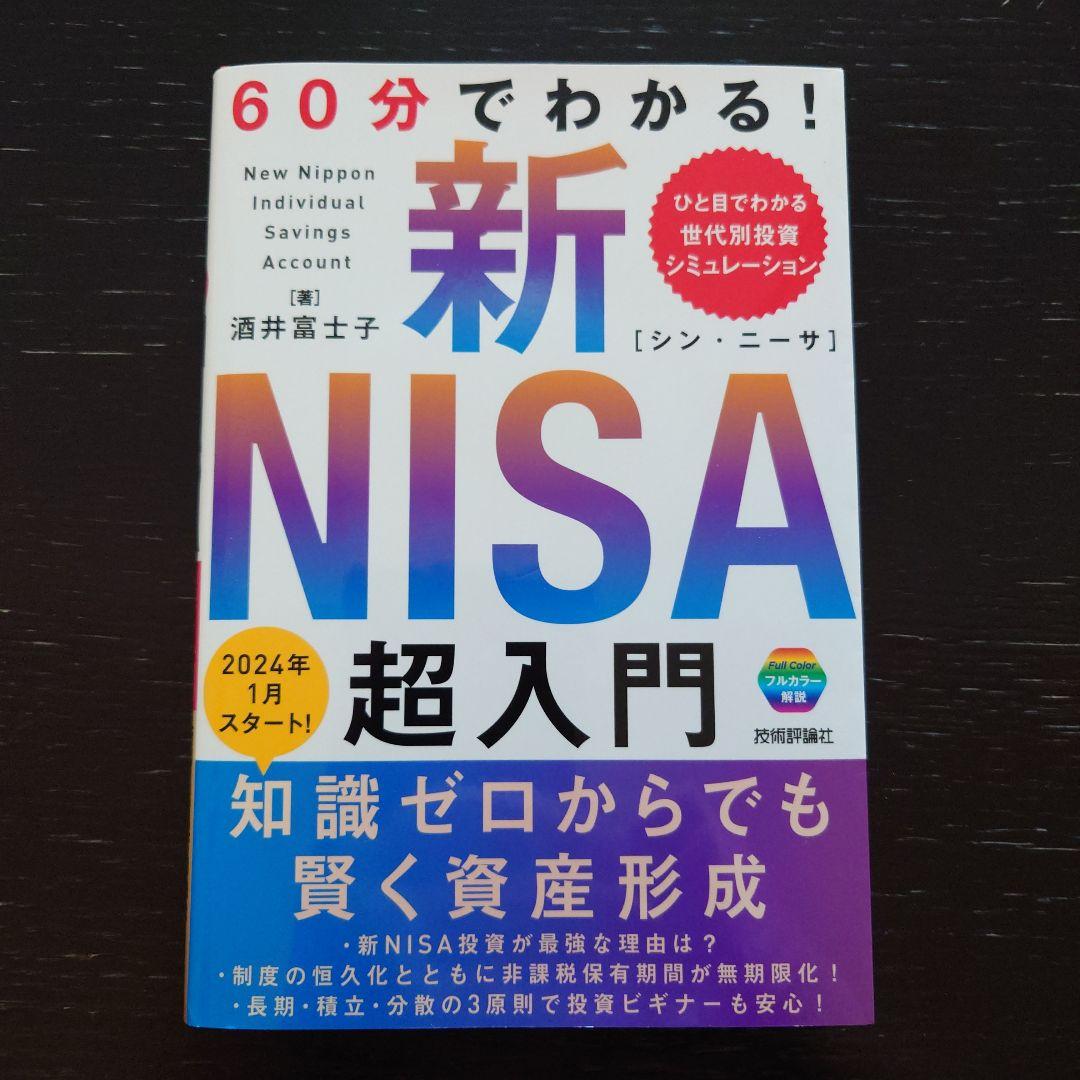 60分でわかる!
New Nippon
Individual
Savings
Account
[著]
酒井富士子
新
ひと目でわかる
世代別投資
シミュレーション
[シン・ニーサ]
NISA
2024年
1月
スタート!
超入門
Full Color
フルカラー
解説
技術評論社
知識ゼロからでも
賢く資産形成
・新NISA投資が最強な理由は?
・制度の恒久化とともに非課税保有期間が無期限化!
・長期・積立・分散の3原則で投資ビギナーも安心!